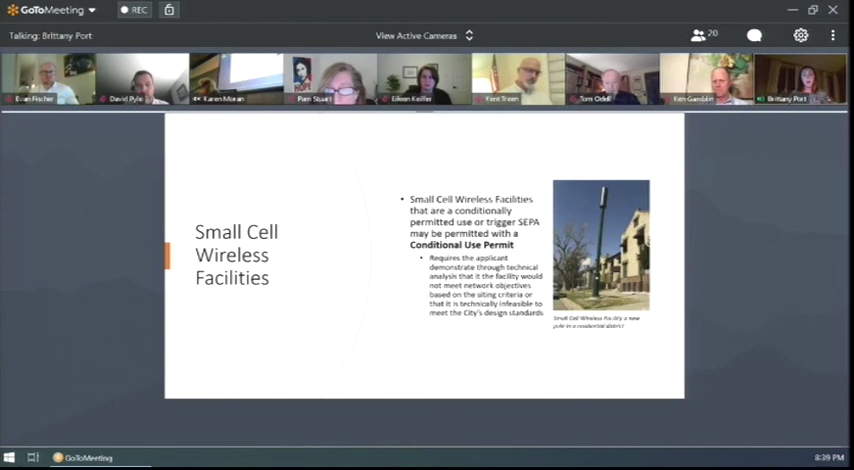 GoToMeeting
REC
Talking: Brittany Port
View Active Cameras
20
Evan Fischer
David Pyle
Karen Moran
Pam Stuart
Eileen Keiffer
Kent Treen
Tom Odell
Ken Gamblin
Brittany Port
Small Cell
Wireless
Facilities
• Small Cell Wireless Facilities
that are a conditionally
permitted use or trigger SEPA
may be permitted with a
Conditional Use Permit
• Requires the applicant
demonstrate through technical
analysis that it the facility would
not meet network objectives
based on the siting criteria or
that it is technically infeasible to
meet the City's design standards
Small Cell Wireless Facility a new
pole in a residential district
GoToMeeting
8:39 PM